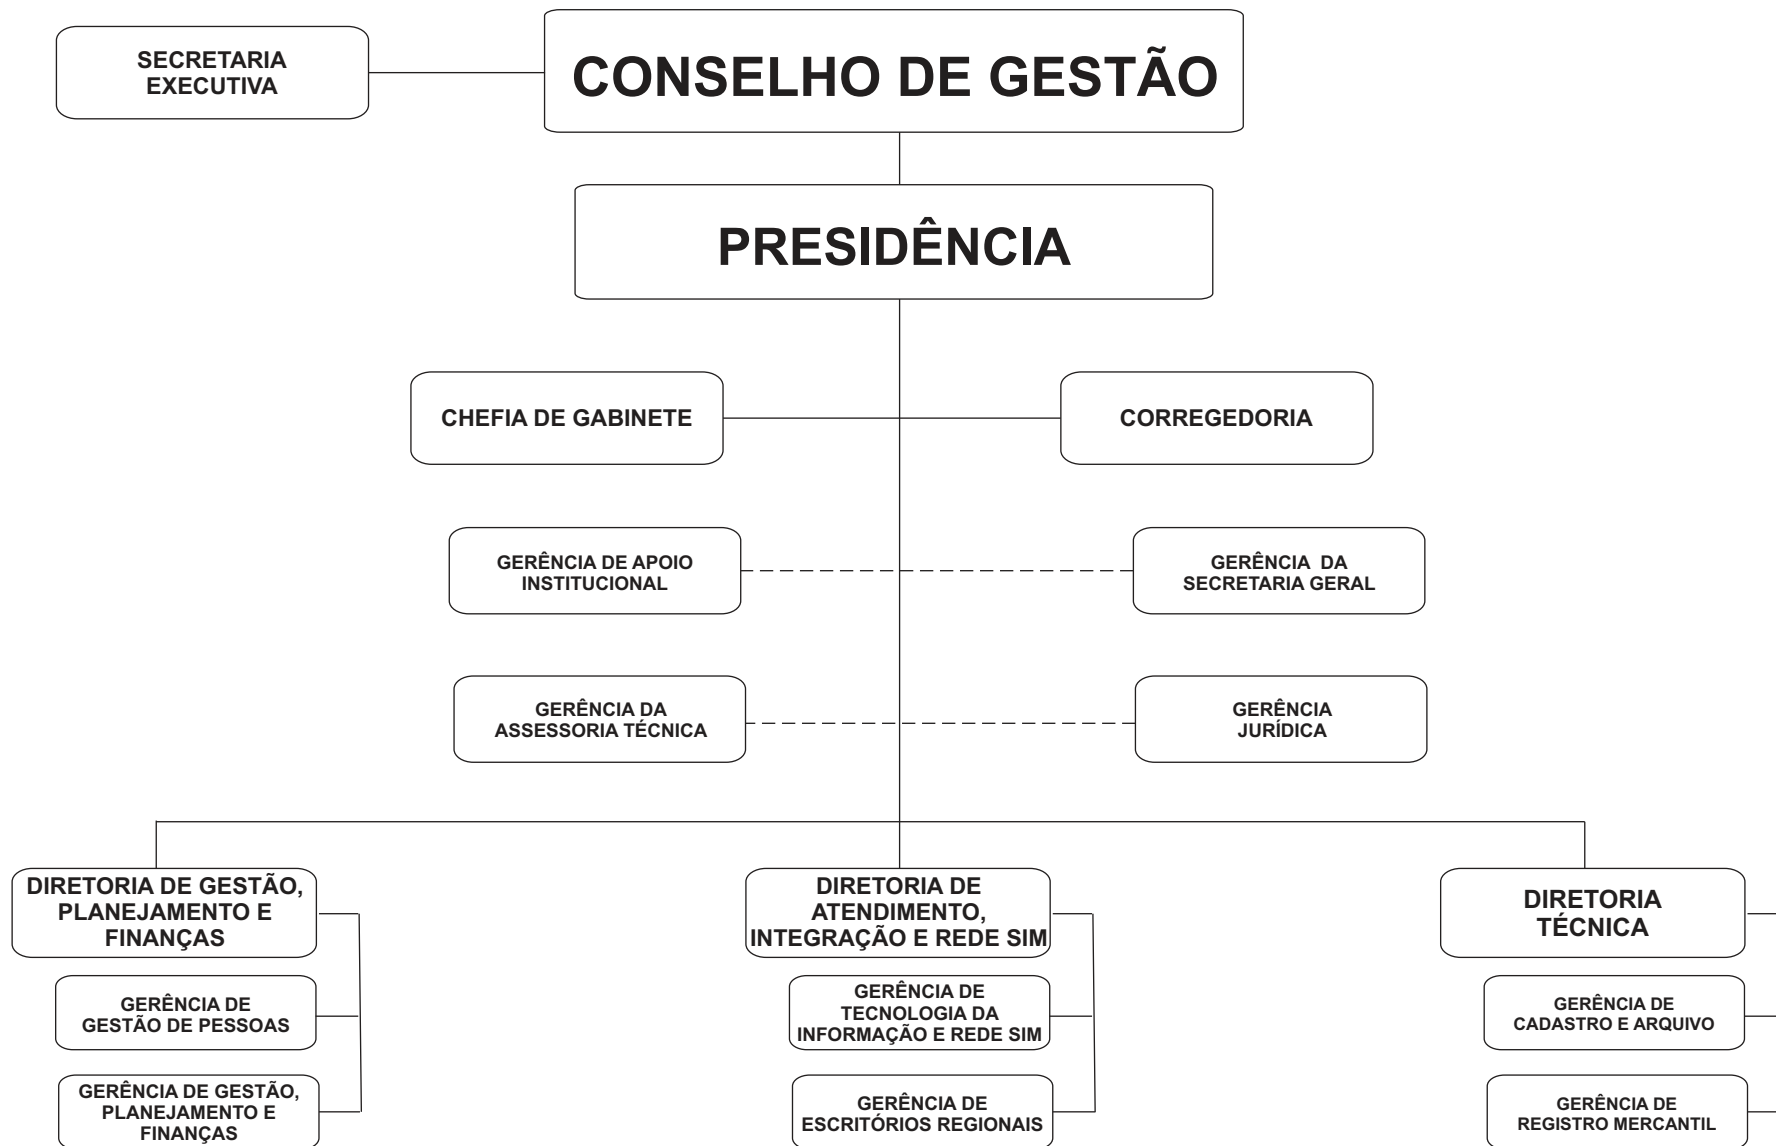 SECRETARIA
EXECUTIVA
CONSELHO DE GESTÃO
PRESIDÊNCIA
CHEFIA DE GABINETE
CORREGEDORIA
GERÊNCIA DE APOIO
INSTITUCIONAL
GERÊNCIA DA
SECRETARIA GERAL
GERÊNCIA DA
ASSESSORIA TÉCNICA
GERÊNCIA
JURÍDICA
DIRETORIA DE GESTÃO,
PLANEJAMENTO E
FINANÇAS
DIRETORIA DE
ATENDIMENTO,
INTEGRAÇÃO E REDE SIM
DIRETORIA
TÉCNICA
GERÊNCIA DE
GESTÃO DE PESSOAS
GERÊNCIA DE
TECNOLOGIA DA
INFORMAÇÃO E REDE SIM
GERÊNCIA DE
CADASTRO E ARQUIVO
GERÊNCIA DE GESTÃO,
PLANEJAMENTO E
FINANÇAS
GERÊNCIA DE
ESCRITÓRIOS REGIONAIS
GERÊNCIA DE
REGISTRO MERCANTIL